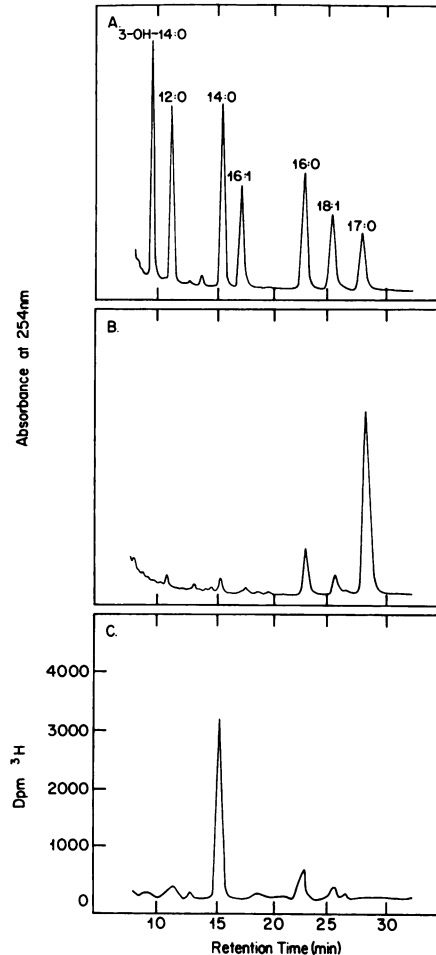 A.
3-OH-14:0
12:0
14:0
16:1
16:0
18:1
17:0
Absorbance at 254nm
B.
C.
4000
3000
2000
1000
0
Dpm ³H
10
15
20
25
30
Retention Time (min)